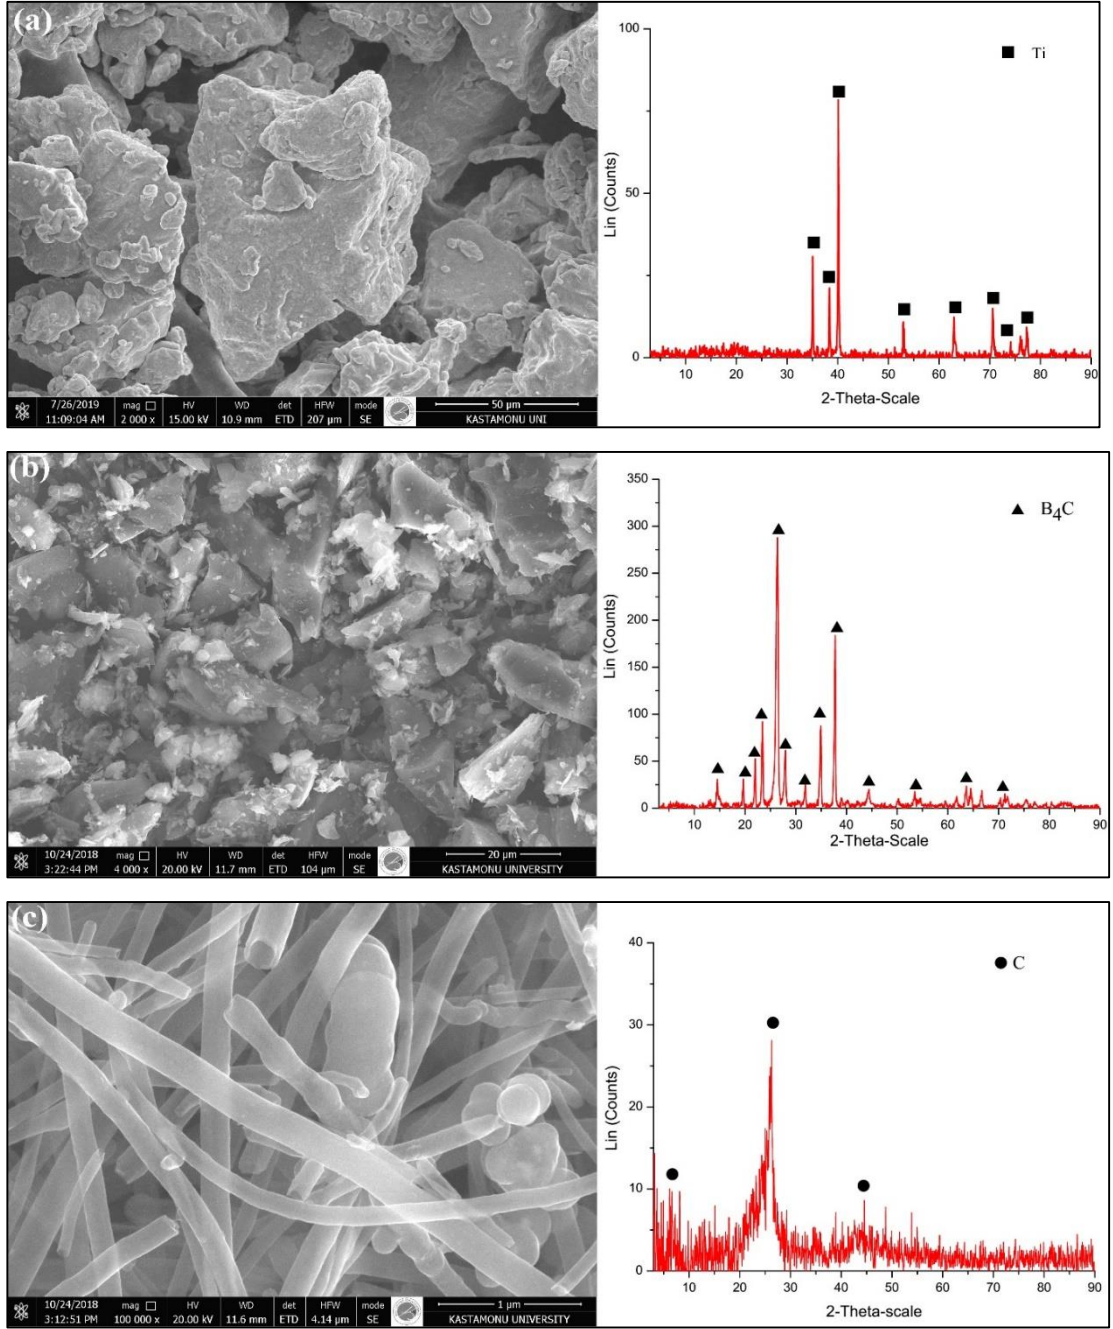 (a)
7/26/2019 mag HV WD det HFW mode 50 µm
11:09:04 AM 2 000 x 15.00 kV 10.9 mm ETD 207 µm SE KASTAMONU UNI
100
50
0
Lin (Counts)
Ti
10 20 30 40 50 60 70 80 90
2-Theta-Scale
(b)
10/24/2018 mag HV WD det HFW mode 20 µm
3:22:44 PM 4 000 x 20.00 kV 11.7 mm ETD 104 µm SE KASTAMONU UNIVERSITY
350
300
250
200
150
100
50
0
Lin (Counts)
B4C
10 20 30 40 50 60 70 80 90
2-Theta-Scale
(c)
10/24/2018 mag HV WD det HFW mode 1 µm
3:12:51 PM 100 000 x 20.00 kV 11.6 mm ETD 4.14 µm SE KASTAMONU UNIVERSITY
40
30
20
10
0
Lin (Counts)
C
10 20 30 40 50 60 70 80 90
2-Theta-scale